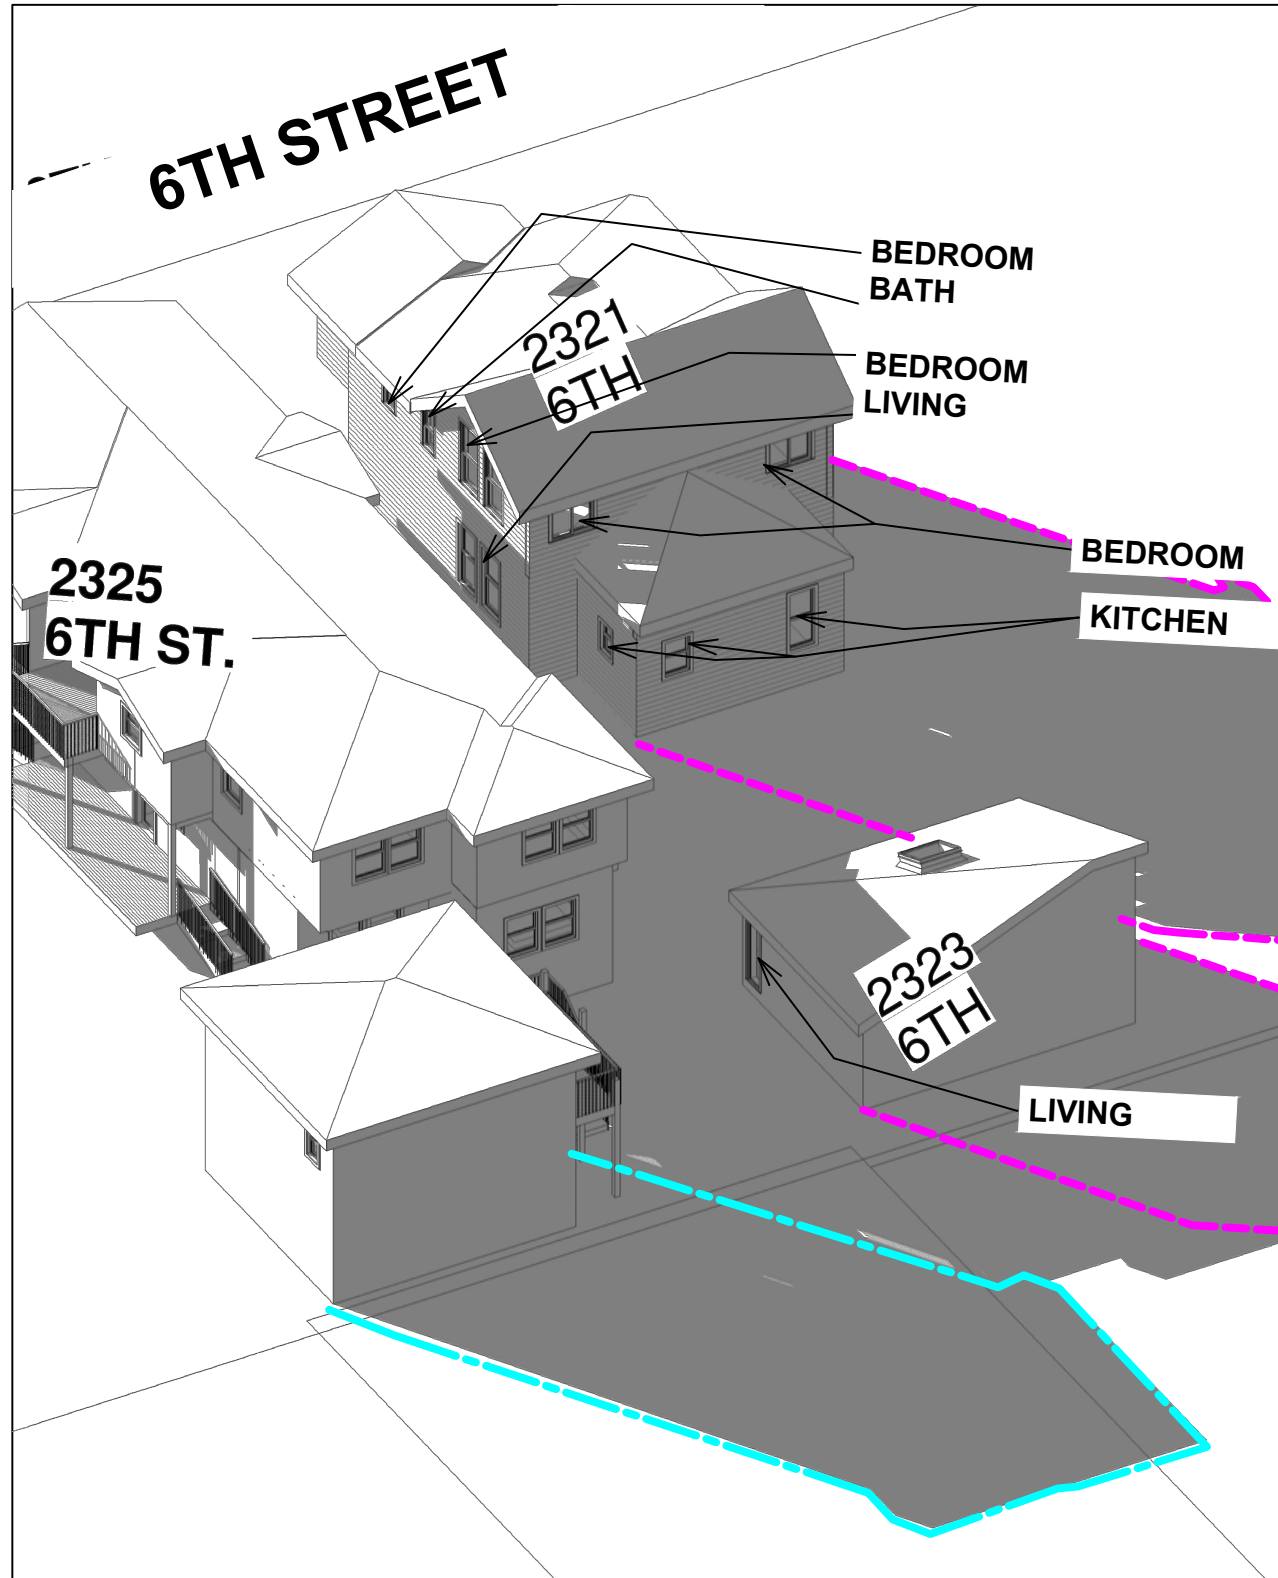 6TH STREET
BEDROOM
BATH
2321
6TH
BEDROOM
LIVING
BEDROOM
2325
6TH ST.
KITCHEN
2323
6TH
LIVING